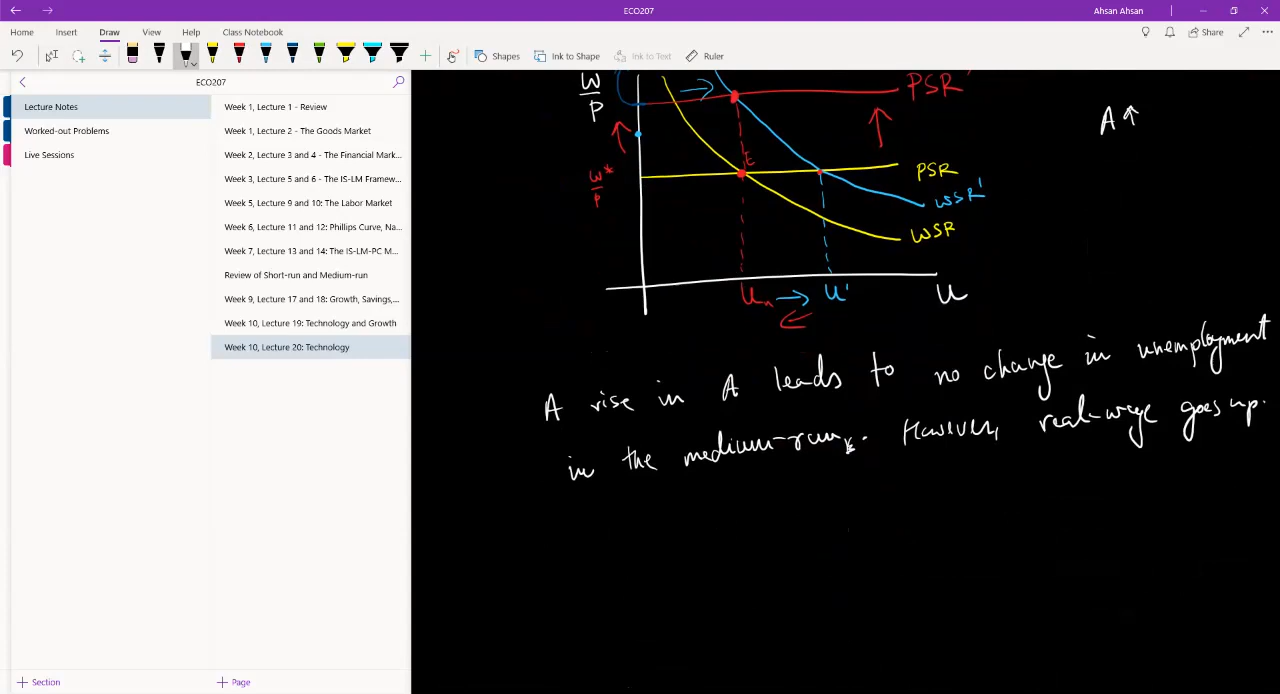 ECO207
Ahsan Ahsan
Home Insert Draw View Help Class Notebook
Shapes Ink to Shape Ink to Text Ruler
Share
ECO207
Lecture Notes
Worked-out Problems
Live Sessions
Week 1, Lecture 1 - Review
Week 1, Lecture 2 - The Goods Market
Week 2, Lecture 3 and 4 - The Financial Mark...
Week 3, Lecture 5 and 6 - The IS-LM Framew...
Week 5, Lecture 9 and 10: The Labor Market
Week 6, Lecture 11 and 12: Phillips Curve, Na...
Week 7, Lecture 13 and 14: The IS-LM-PC M...
Review of Short-run and Medium-run
Week 9, Lecture 17 and 18: Growth, Savings,...
Week 10, Lecture 19: Technology and Growth
Week 10, Lecture 20: Technology
Section
Page
W/P
PSR'
A↑
E
W*/P
PSR
WSR'
WSR
Un → U'
U
A rise in A leads to no change in unemployment
in the medium-run. However, real-wage goes up.